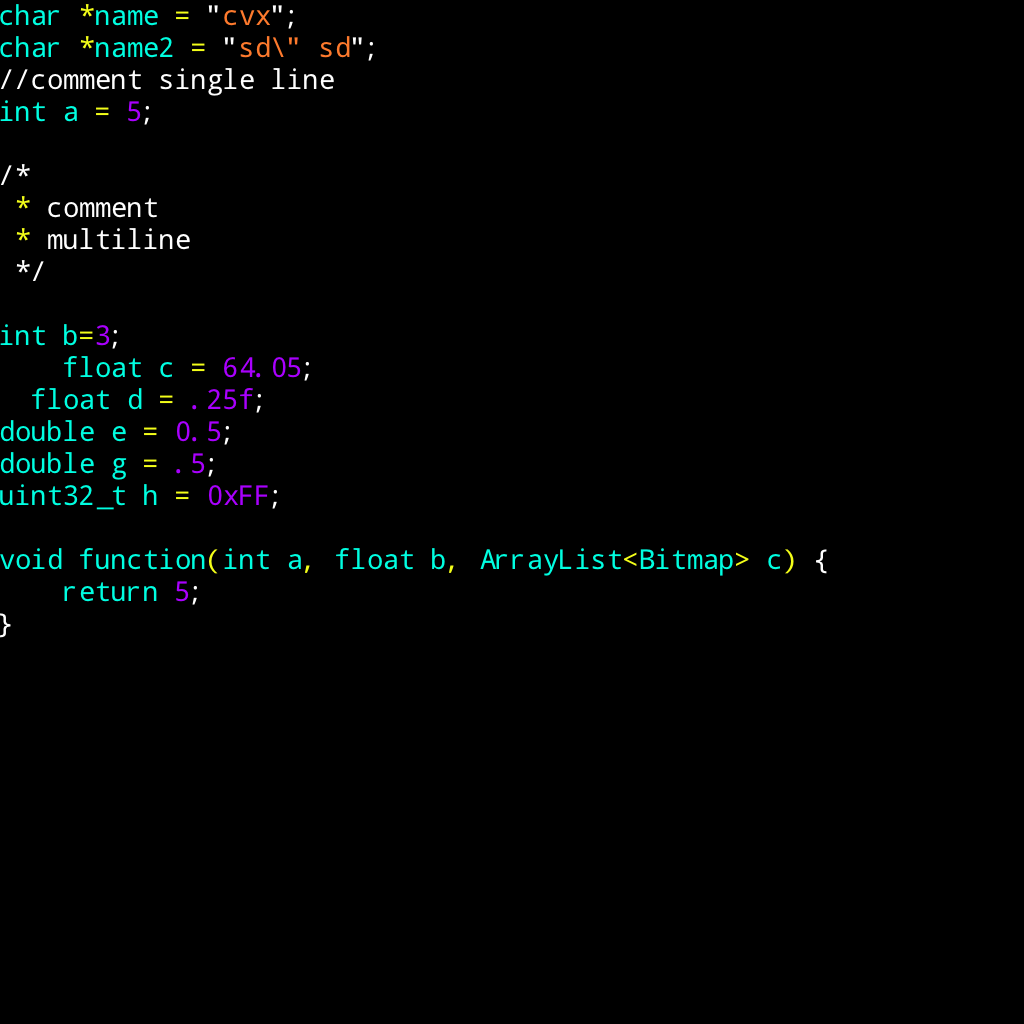 char *name = "cvx";
char *name2 = "sd\" sd";
//comment single line
int a = 5;

/*
 * comment
 * multiline
 */

int b=3;
    float c = 64.05;
  float d = .25f;
double e = 0.5;
double g = .5;
uint32_t h = 0xFF;

void function(int a, float b, ArrayList<Bitmap> c) {
    return 5;
}